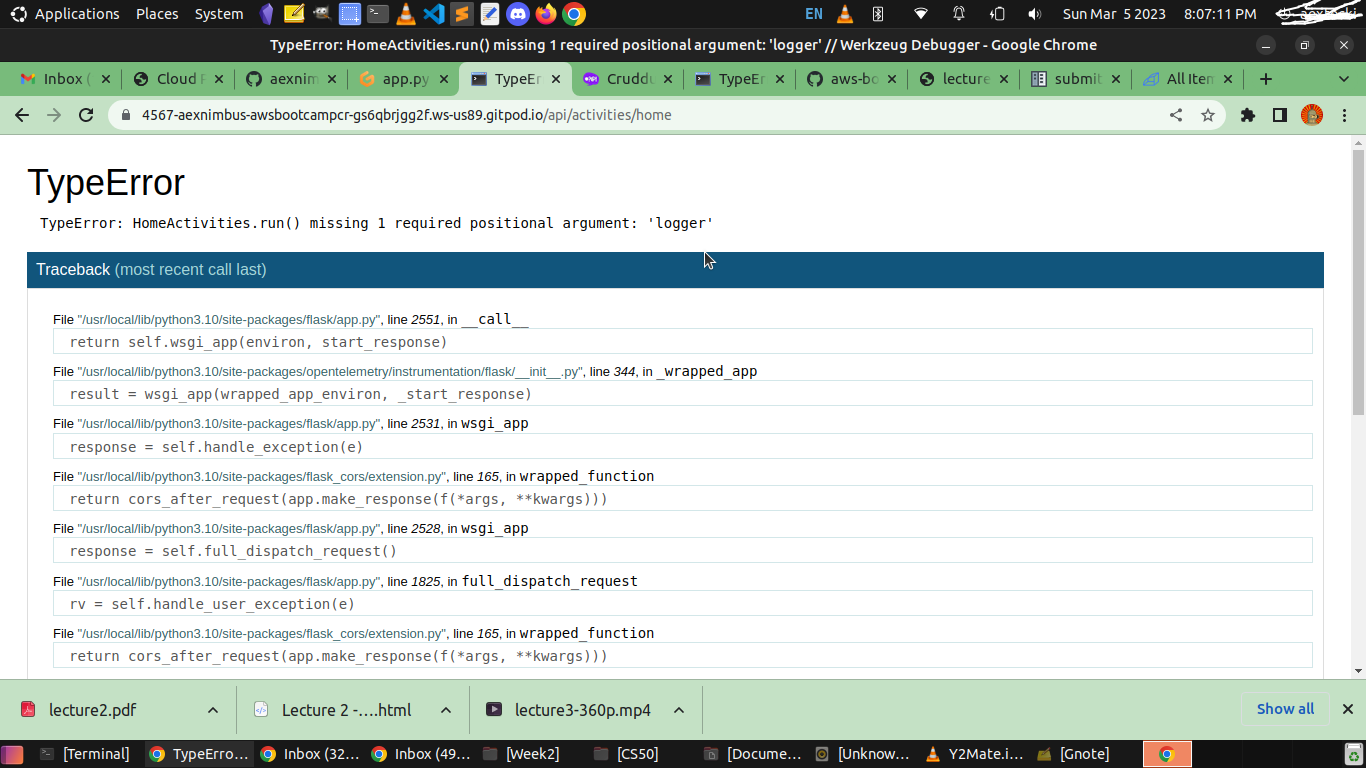 Applications Places System EN Sun Mar 5 2023 8:07:11 PM
TypeError: HomeActivities.run() missing 1 required positional argument: 'logger' // Werkzeug Debugger - Google Chrome
Inbox ( Cloud aexnim app.py TypeEr Cruddu TypeEr aws-bo lecture submit All Iten
4567-aexnimbus-awsbootcampcr-gs6qbrjgg2f.ws-us89.gitpod.io/api/activities/home
TypeError
TypeError: HomeActivities.run() missing 1 required positional argument: 'logger'
Traceback (most recent call last)
File "/usr/local/lib/python3.10/site-packages/flask/app.py", line 2551, in __call__
return self.wsgi_app(environ, start_response)
File "/usr/local/lib/python3.10/site-packages/opentelemetry/instrumentation/flask/__init__.py", line 344, in _wrapped_app
result = wsgi_app(wrapped_app_environ, _start_response)
File "/usr/local/lib/python3.10/site-packages/flask/app.py", line 2531, in wsgi_app
response = self.handle_exception(e)
File "/usr/local/lib/python3.10/site-packages/flask_cors/extension.py", line 165, in wrapped_function
return cors_after_request(app.make_response(f(*args, **kwargs)))
File "/usr/local/lib/python3.10/site-packages/flask/app.py", line 2528, in wsgi_app
response = self.full_dispatch_request()
File "/usr/local/lib/python3.10/site-packages/flask/app.py", line 1825, in full_dispatch_request
rv = self.handle_user_exception(e)
File "/usr/local/lib/python3.10/site-packages/flask_cors/extension.py", line 165, in wrapped_function
return cors_after_request(app.make_response(f(*args, **kwargs)))
lecture2.pdf Lecture 2 -....html lecture3-360p.mp4 Show all
[Terminal] TypeErro... Inbox (32... Inbox (49... [Week2] [CS50] [Docume... [Unknow... Y2Mate.i... [Gnote]